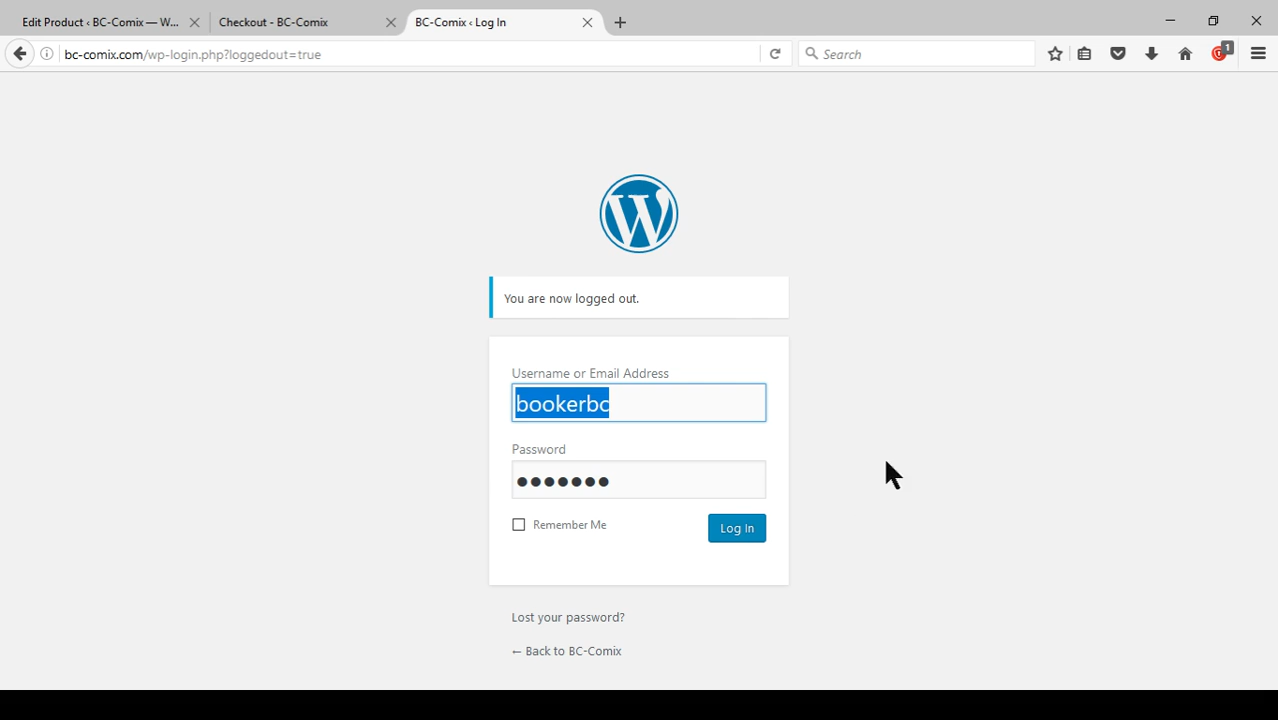 Edit Product ‹ BC-Comix — W...
Checkout - BC-Comix
BC-Comix ‹ Log In
bc-comix.com/wp-login.php?loggedout=true
Search
1
You are now logged out.
Username or Email Address
bookerbc
Password
●●●●●●●
Remember Me
Log In
Lost your password?
← Back to BC-Comix